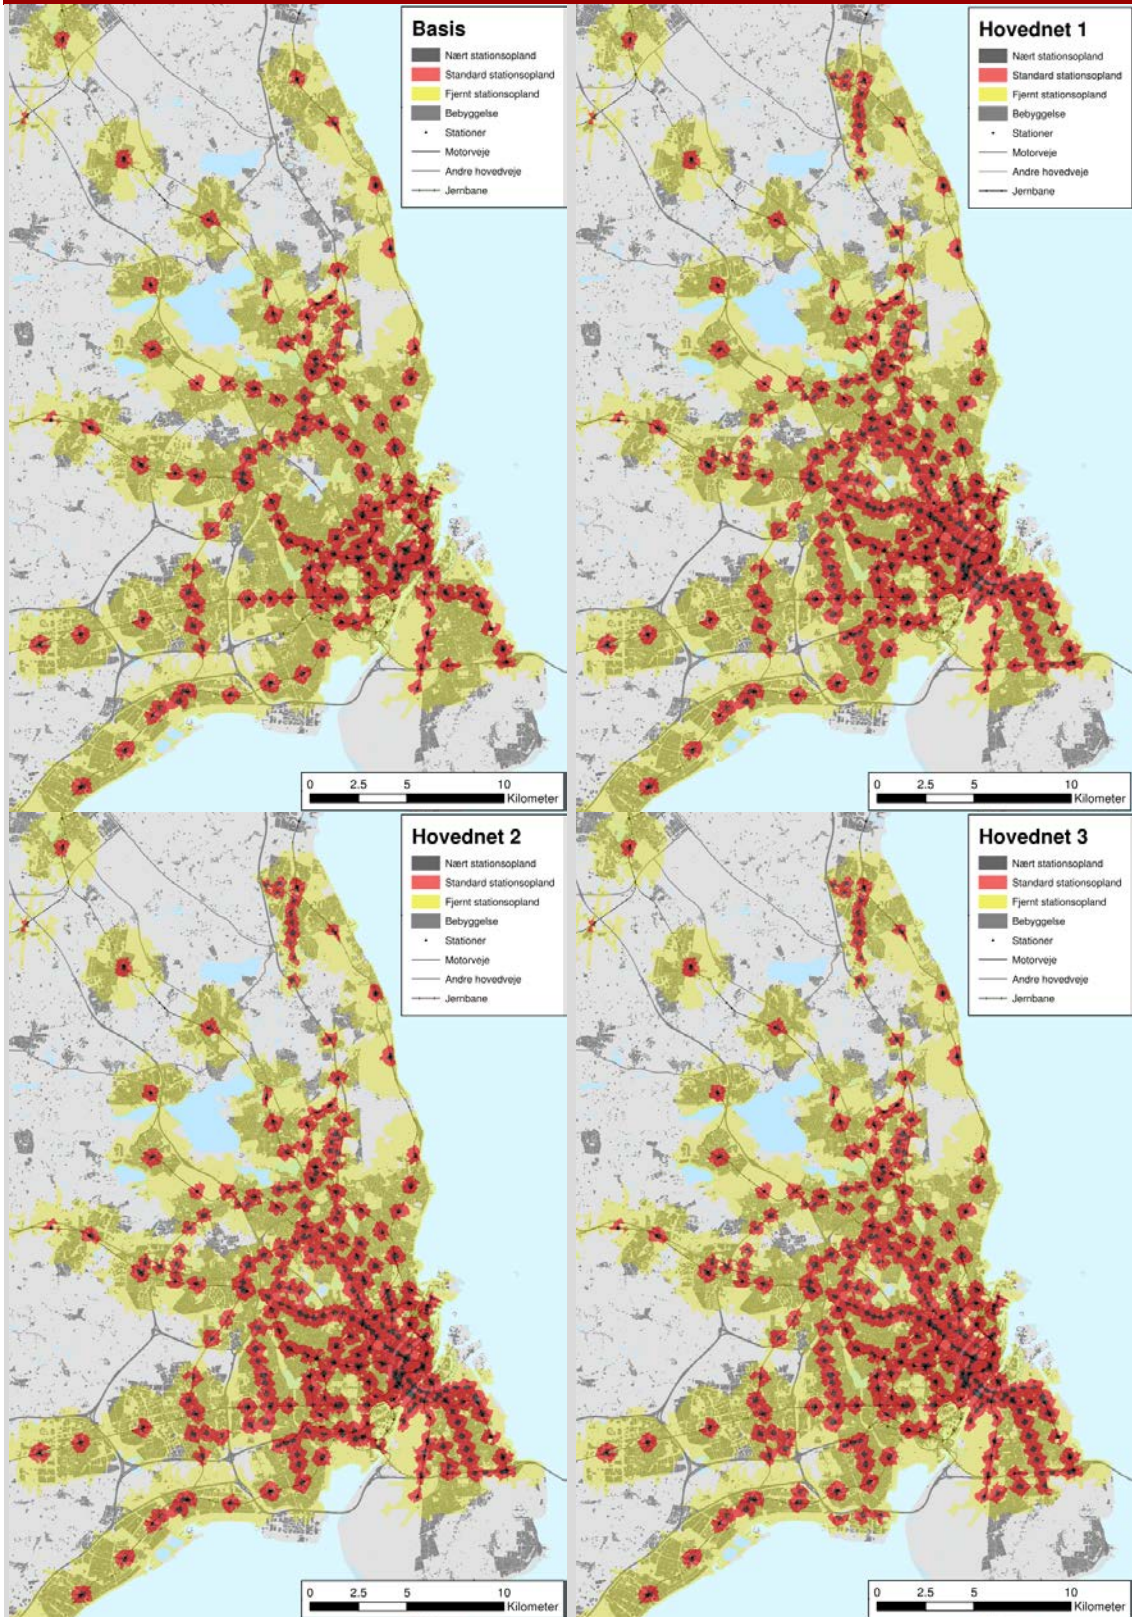 Basis
Nært stationsopland
Standard stationsopland
Fjernt stationsopland
Bebyggelse
Stationer
Motorveje
Andre hovedveje
Jernbane
0 2.5 5 10
Kilometer
Hovednet 1
Nært stationsopland
Standard stationsopland
Fjernt stationsopland
Bebyggelse
Stationer
Motorveje
Andre hovedveje
Jernbane
0 2.5 5 10
Kilometer
Hovednet 2
Nært stationsopland
Standard stationsopland
Fjernt stationsopland
Bebyggelse
Stationer
Motorveje
Andre hovedveje
Jernbane
0 2.5 5 10
Kilometer
Hovednet 3
Nært stationsopland
Standard stationsopland
Fjernt stationsopland
Bebyggelse
Stationer
Motorveje
Andre hovedveje
Jernbane
0 2.5 5 10
Kilometer